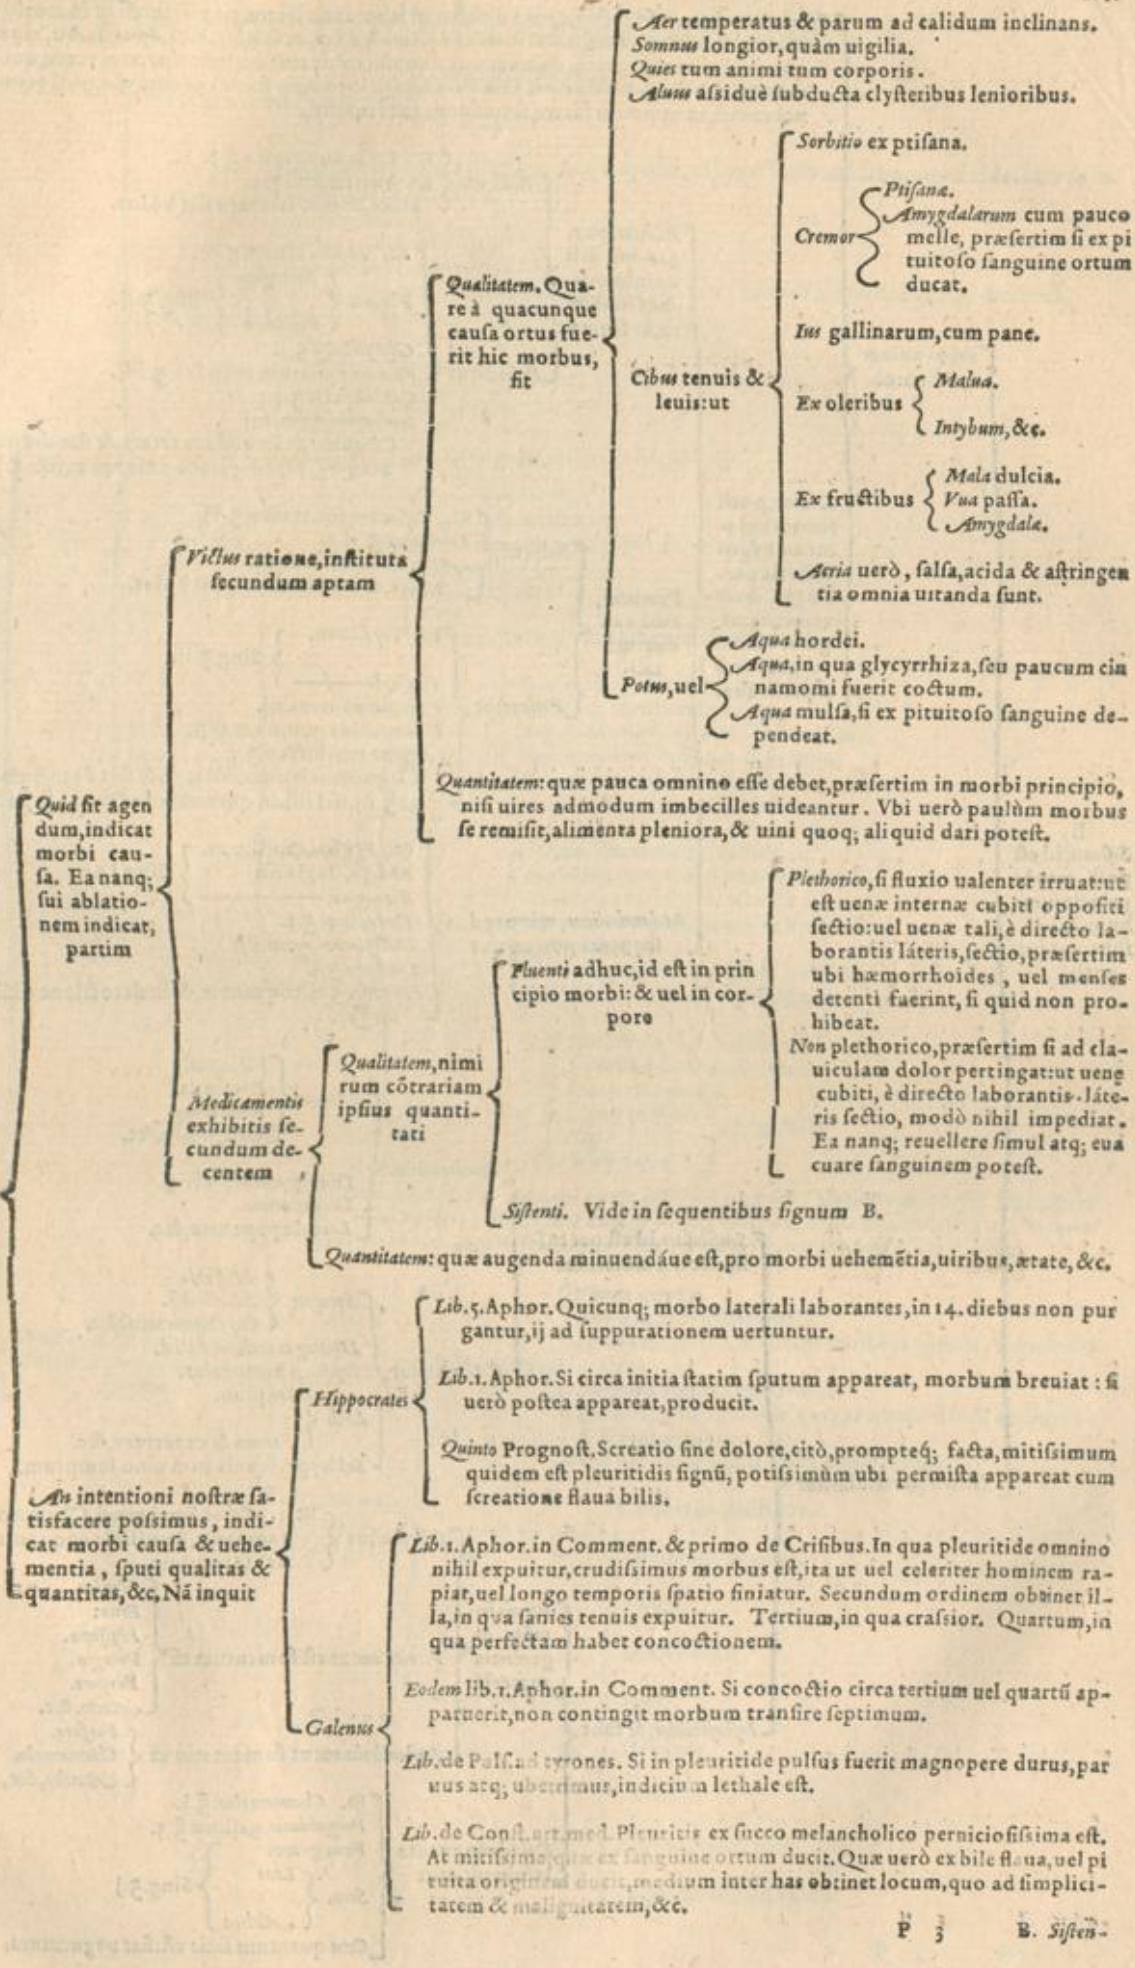 Aer temperatus & parum ad calidum inclinans.
Somnus longior, quàm uigilia.
Quies tum animi tum corporis.
Aluus assiduè subducta clysteribus lenioribus.
Sorbitio ex ptisana.
Ptisanæ.
Amygdalarum cum pauco
Cremor
melle, præsertim si ex pi
tuitoso sanguine ortum
ducat.
Qualitatem. Qua-
re à quacunque
causa ortus fue-
rit hic morbus,
fit
Ius gallinarum, cum pane.
Cibus tenuis &
leuis: ut
Ex oleribus
Malua.
Intybum, &c.
Ex fructibus
Mala dulcia.
Vua passa.
Amygdalæ.
Acria uerò, salsa, acida & astringen
tia omnia uitanda sunt.
Victus ratione, instituta
secundum aptam
Potus, uel
Aqua hordei.
Aqua, in qua glycyrrhiza, seu paucum cin
namomi fuerit coctum.
Aqua mulsa, si ex pituitoso sanguine de-
pendeat.
Quantitatem: quæ pauca omnino esse debet, præsertim in morbi principio,
nisi uires admodum imbecilles uideantur. Vbi uerò paulùm morbus
se remisit, alimenta pleniora, & uini quoq; aliquid dari potest.
Quid sit agen
dum, indicat
morbi cau-
sa. Ea nanq;
sui ablatio-
nem indicat,
partim
Plethorico, si fluxio ualenter irruat: ut
est uenæ internæ cubiti oppositi
sectio: uel uenæ tali, è directo la-
borantis láteris, sectio, præsertim
ubi hæmorrhoides, uel menses
detenti fuerint, si quid non pro-
hibeat.
Fluenti adhuc, id est in prin
cipio morbi: & uel in cor-
pore
Non plethorico, præsertim si ad cla-
uiculam dolor pertingat: ut uenę
cubiti, è directo laborantis láte-
ris sectio, modò nihil impediat.
Ea nanq; reuellere simul atq; eua
cuare sanguinem potest.
Medicamentis
exhibitis se-
cundum de-
centem
Qualitatem, nimi
rum cõtrariam
ipsius quanti-
tati
Sistenti. Vide in sequentibus signum B.
Quantitatem: quæ augenda minuendáue est, pro morbi uehemẽtia, uiribus, ætate, &c.
Lib. 5. Aphor. Quicunq; morbo laterali laborantes, in 14. diebus non pur
gantur, ij ad suppurationem uertuntur.
Hippocrates
Lib. 1. Aphor. Si circa initia statim sputum appareat, morbum breuiat: si
uerò postea appareat, producit.
Quinto Prognost. Screatio sine dolore, citò, prompteq́; facta, mitissimum
quidem est pleuritidis signũ, potissimùm ubi permista appareat cum
screatione flaua bilis.
An intentioni nostræ sa-
tisfacere possimus, indi-
cat morbi causa & uehe-
mentia, sputi qualitas &
quantitas, &c, Nã inquit
Lib. 1. Aphor. in Comment. & primo de Crisibus. In qua pleuritide omnino
nihil expuitur, crudissimus morbus est, ita ut uel celeriter hominem ra-
piat, uel longo temporis spatio finiatur. Secundum ordinem obtinet il-
la, in qua sanies tenuis expuitur. Tertium, in qua crassior. Quartum, in
qua perfectam habet concoctionem.
Galenus
Eodem lib. 1. Aphor. in Comment. Si concoctio circa tertium uel quartũ ap-
paruerit, non contingit morbum transire septimum.
Lib. de Puls. ad tyrones. Si in pleuritide pulsus fuerit magnopere durus, par
uus atq; uberrimus, indicium lethale est.
Lib. de Const. art. med. Pleuritis ex succo melancholico perniciosissima est.
At mitissima, quæ ex sanguine ortum ducit. Quæ uerò ex bile flaua, uel pi
tuita originem ducit, medium inter has obtinet locum, quo ad simplici-
tatem & malignitatem, &c.
P 3 B. Sisten-